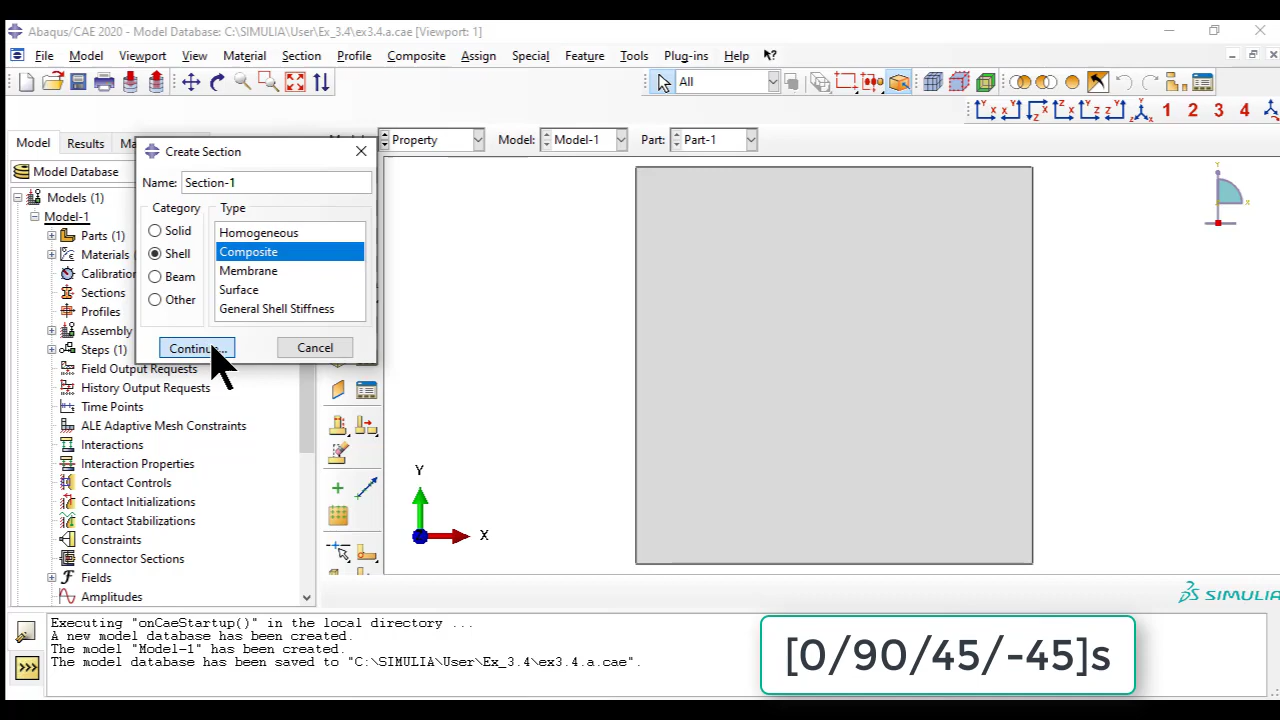 Abaqus/CAE 2020 - Model Database: C:\SIMULIA\User\Ex_3.4\ex3.4.a.cae [Viewport: 1]
File Model Viewport View Material Section Profile Composite Assign Special Feature Tools Plug-ins Help
All
1 2 3 4
Model Results Ma
Property Model: Model-1 Part: Part-1
Create Section
Name: Section-1
Category Type
Solid
Shell
Beam
Other
Homogeneous
Composite
Membrane
Surface
General Shell Stiffness
Continue... Cancel
Model Database
Models (1)
Model-1
Parts (1)
Materials
Calibration
Sections
Profiles
Assembly
Steps (1)
Field Output Requests
History Output Requests
Time Points
ALE Adaptive Mesh Constraints
Interactions
Interaction Properties
Contact Controls
Contact Initializations
Contact Stabilizations
Constraints
Connector Sections
Fields
Amplitudes
Y
X
Y
X
SIMULIA
Executing "onCaeStartup()" in the local directory ...
A new model database has been created.
The model "Model-1" has been created.
The model database has been saved to "C:\SIMULIA\User\Ex_3.4\ex3.4.a.cae".
[0/90/45/-45]s